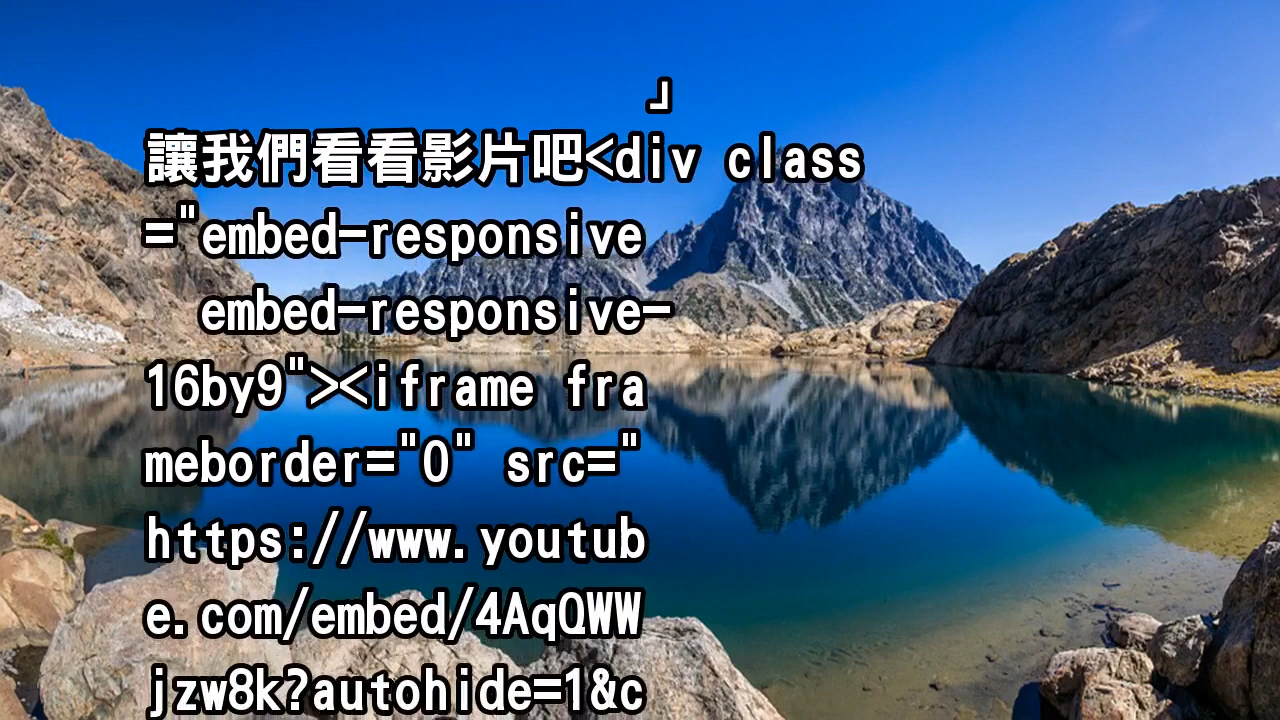 」
讓我們看看影片吧<div class
="embed-responsive
embed-responsive-
16by9"><iframe fra
meborder="0" src="
https://www.youtub
e.com/embed/4AqQWW
jzw8k?autohide=1&c